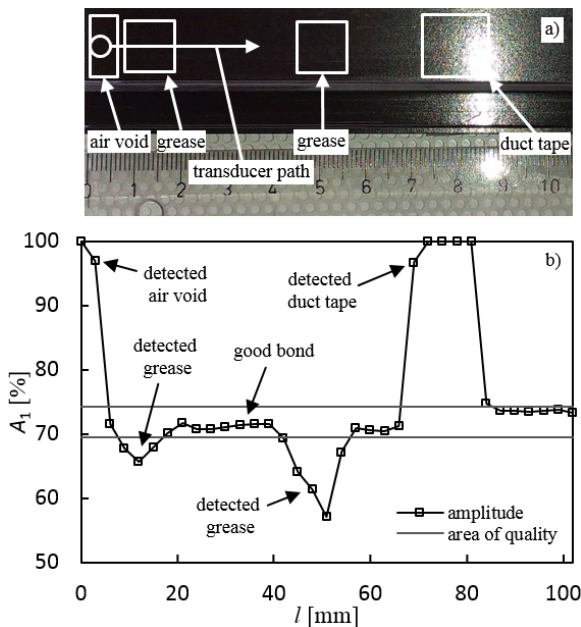 a)
air void grease grease duct tape
transducer path
0 1 2 3 4 5 6 7 8 9 10
b)
100
90
80
70
60
50
A₁ [%]
detected
air void
detected
grease
good bond
detected
duct tape
detected
grease
amplitude
area of quality
0 20 40 60 80 100
l [mm]